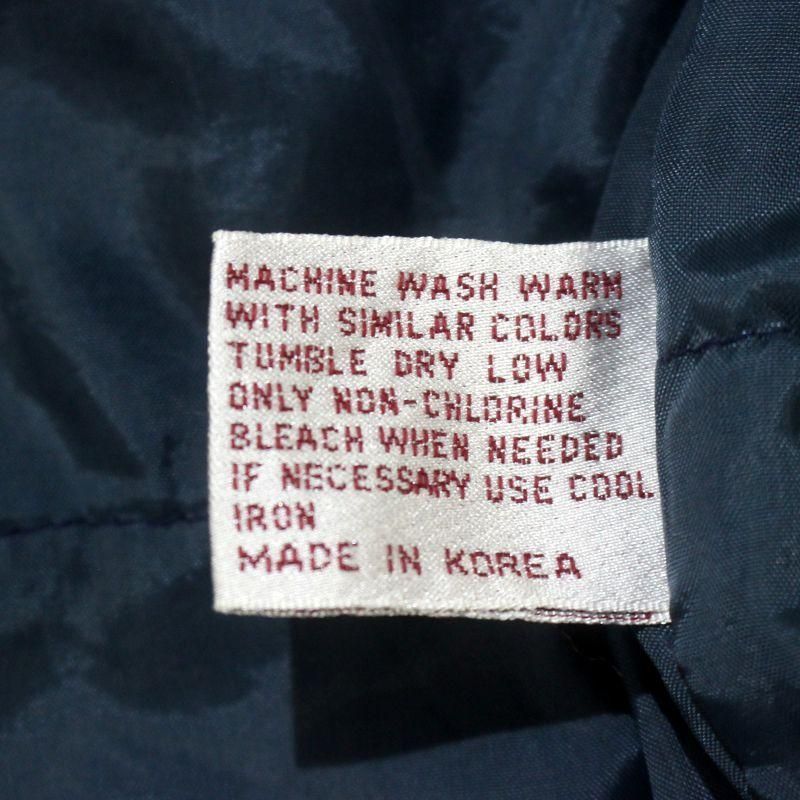 MACHINE WASH WARM
WITH SIMILAR COLORS
TUMBLE DRY LOW
ONLY NON-CHLORINE
BLEACH WHEN NEEDED
IF NECESSARY USE COOL
IRON
MADE IN KOREA